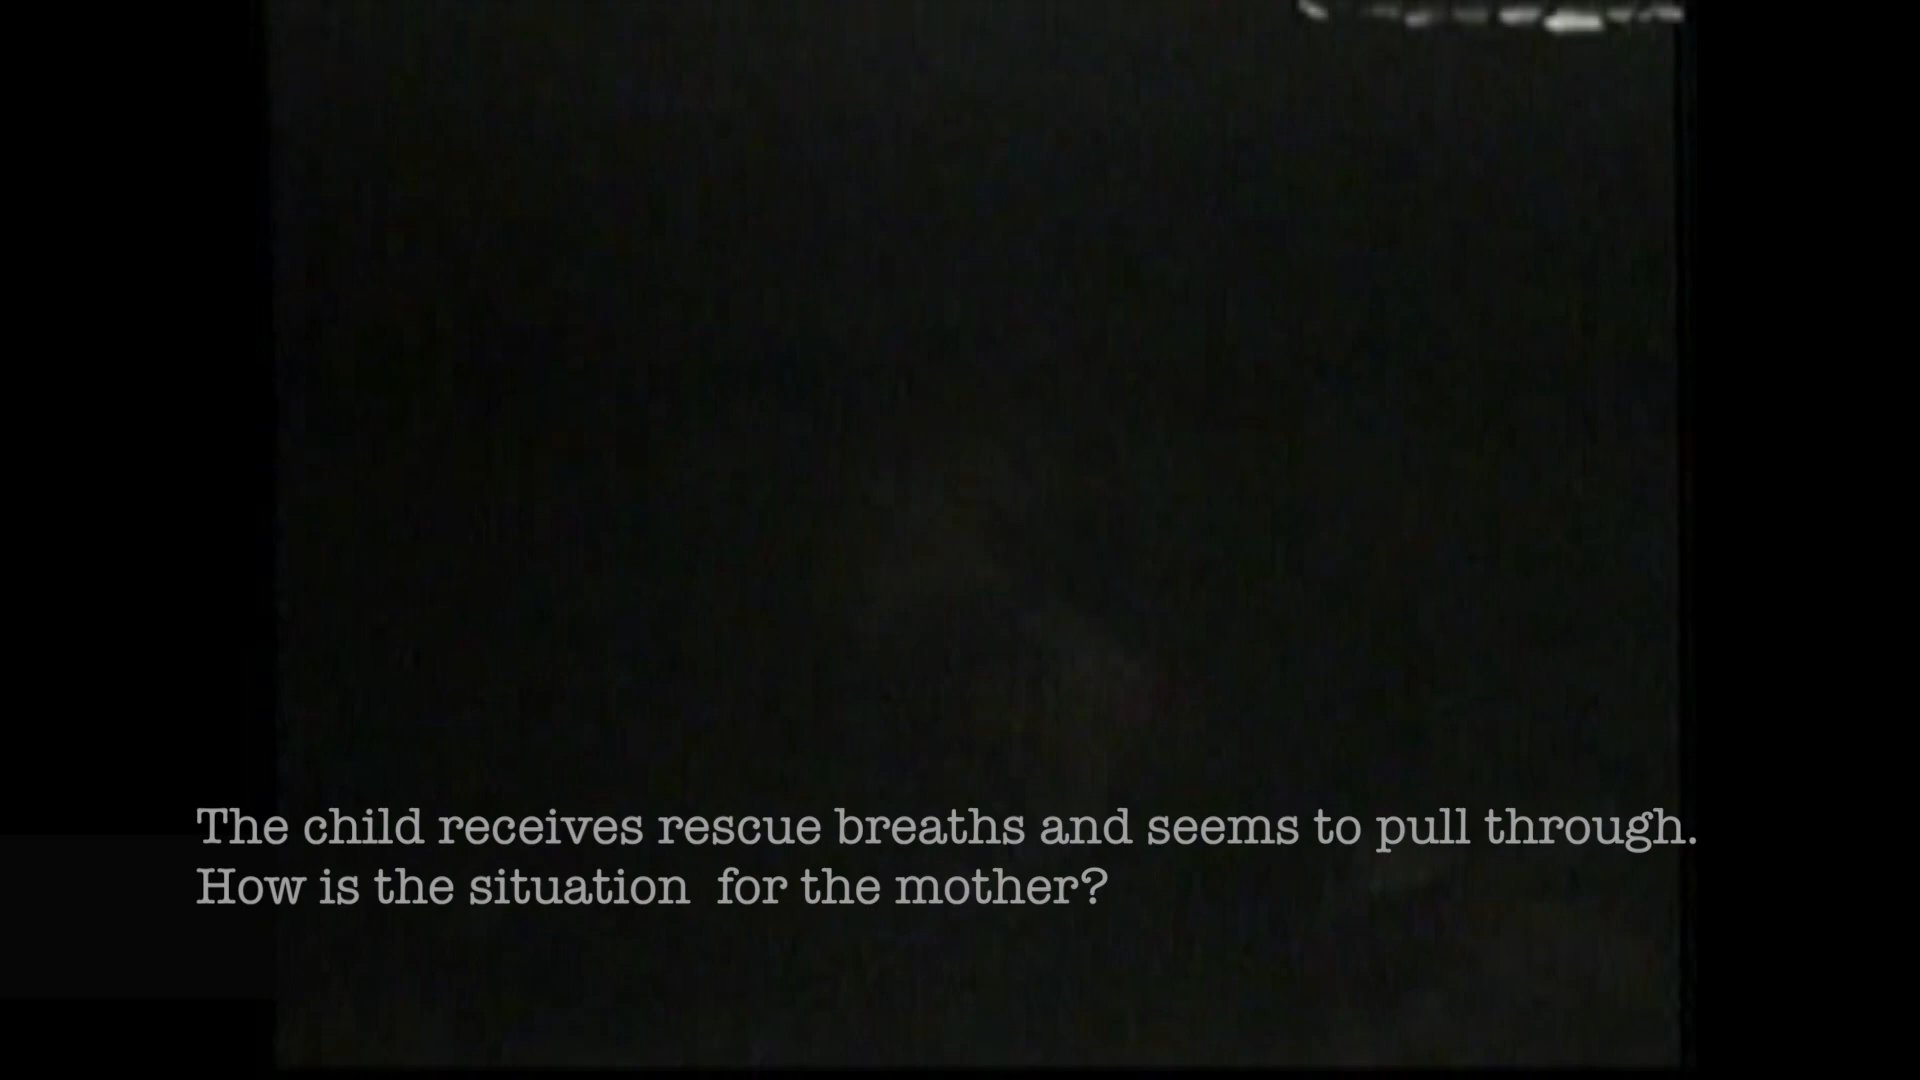 The child receives rescue breaths and seems to pull through.
How is the situation  for the mother?